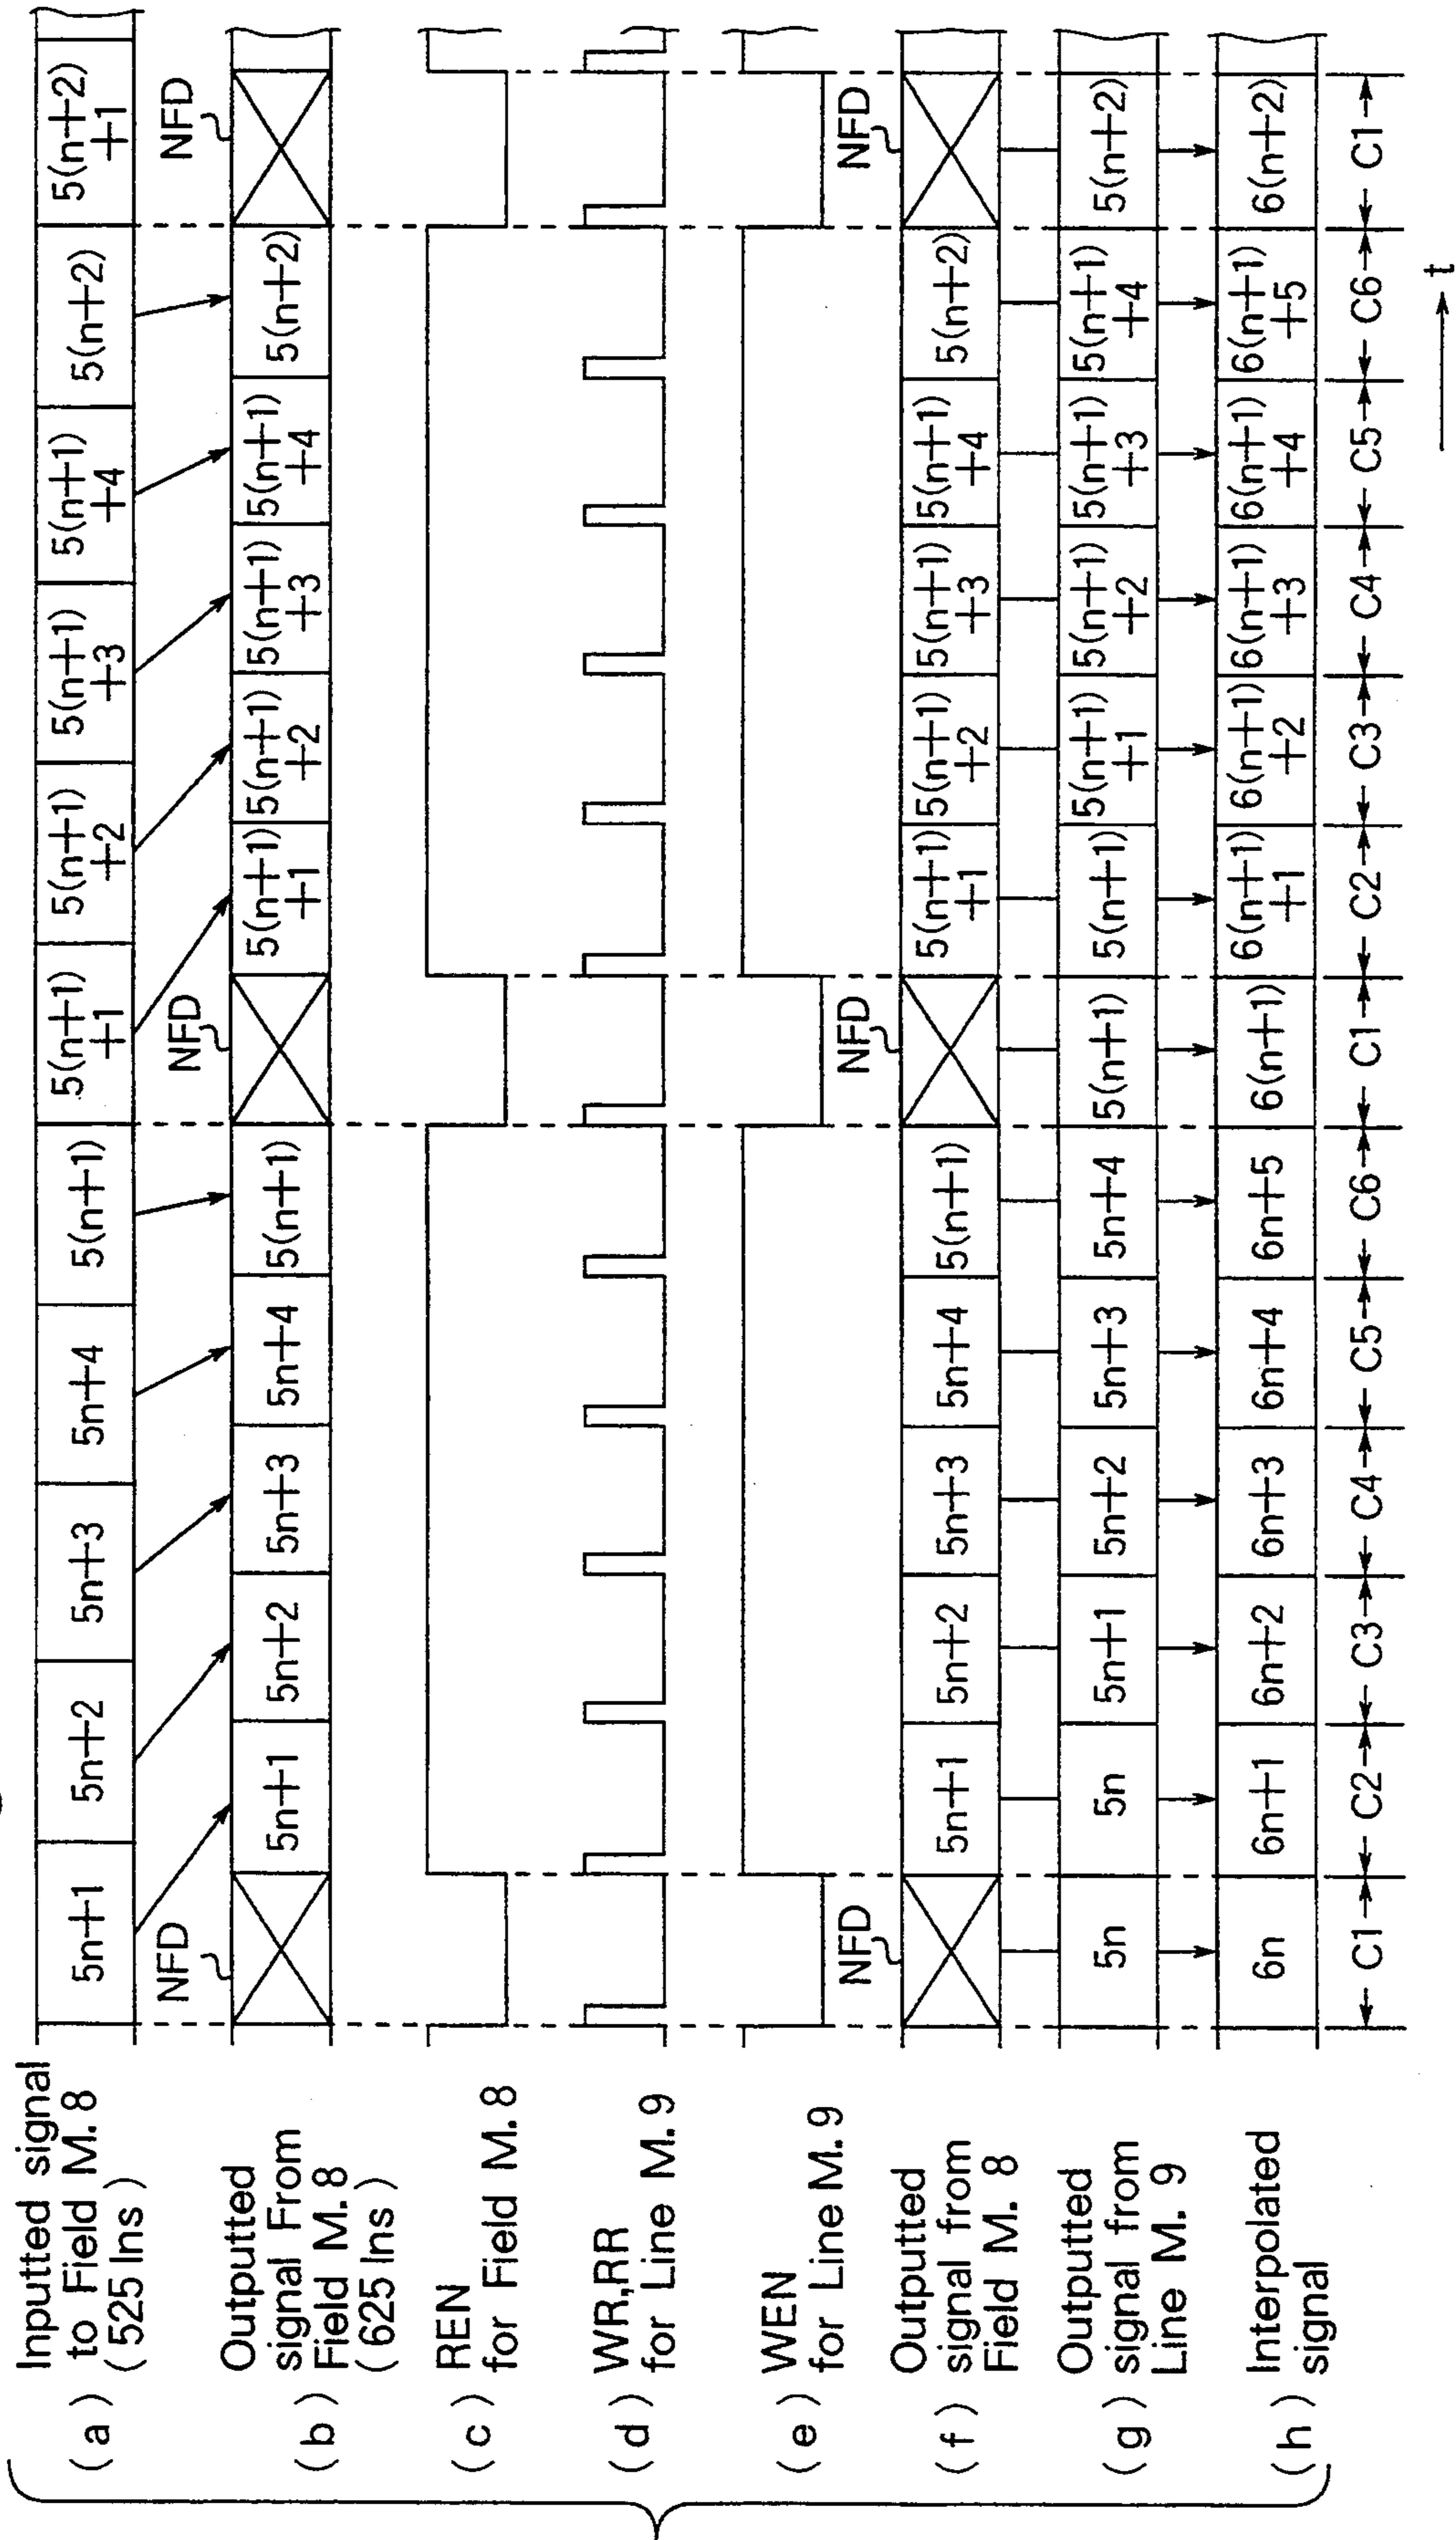 (a) Inputted signal
to Field M. 8
(525 lns)
5n+1 5n+2 5n+3 5n+4 5(n+1) 5(n+1)+1 5(n+1)+2 5(n+1)+3 5(n+1)+4 5(n+2) 5(n+2)+1
NFD NFD NFD
(b) Outputted
signal From
Field M. 8
(625 lns)
5n+1 5n+2 5n+3 5n+4 5(n+1) 5(n+1)+1 5(n+1)+2 5(n+1)+3 5(n+1)+4 5(n+2)
(c) REN
for Field M. 8
(d) WR,RR
for Line M. 9
(e) WEN
for Line M. 9
NFD NFD NFD
(f) Outputted
signal from
Field M. 8
5n+1 5n+2 5n+3 5n+4 5(n+1) 5(n+1)+1 5(n+1)+2 5(n+1)+3 5(n+1)+4 5(n+2)
(g) Outputted
signal from
Line M. 9
5n 5n 5n+1 5n+2 5n+3 5n+4 5(n+1) 5(n+1) 5(n+1)+1 5(n+1)+2 5(n+1)+3 5(n+1)+4 5(n+2)
(h) Interpolated
signal
6n 6n+1 6n+2 6n+3 6n+4 6n+5 6(n+1) 6(n+1)+1 6(n+1)+2 6(n+1)+3 6(n+1)+4 6(n+1)+5 6(n+2)
C1 C2 C3 C4 C5 C6 C1 C2 C3 C4 C5 C6 C1
t